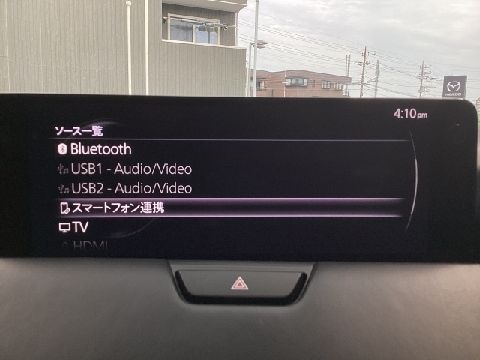 4:10pm
ソース一覧
Bluetooth
USB1 - Audio/Video
USB2 - Audio/Video
スマートフォン連携
TV
HDMI